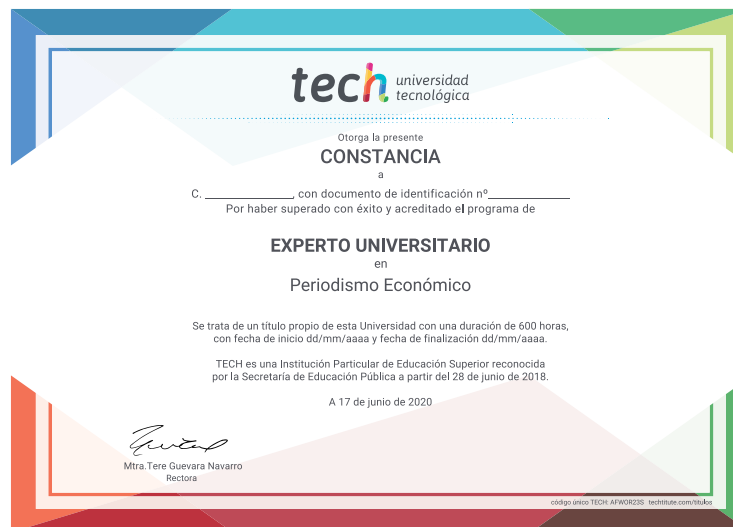 tech universidad
tecnológica
Otorga la presente
CONSTANCIA
a
C. ________________, con documento de identificación nº______________
Por haber superado con éxito y acreditado el programa de
EXPERTO UNIVERSITARIO
en
Periodismo Económico
Se trata de un título propio de esta Universidad con una duración de 600 horas,
con fecha de inicio dd/mm/aaaa y fecha de finalización dd/mm/aaaa.
TECH es una Institución Particular de Educación Superior reconocida
por la Secretaría de Educación Pública a partir del 28 de junio de 2018.
A 17 de junio de 2020
Mtra.Tere Guevara Navarro
Rectora
código único TECH: AFWOR23S techtitute.com/titulos